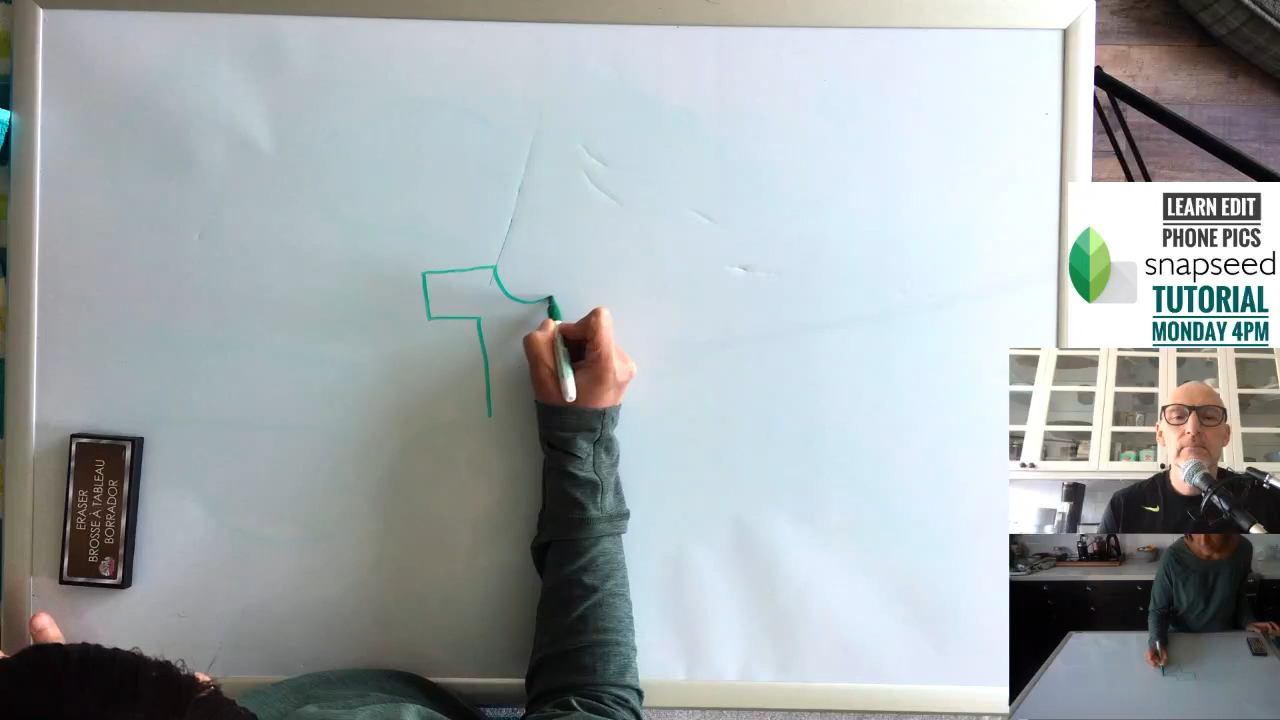 LEARN EDIT
PHONE PICS
snapseed
TUTORIAL
MONDAY 4PM
ERASER
BROSSE À TABLEAU
BORRADOR